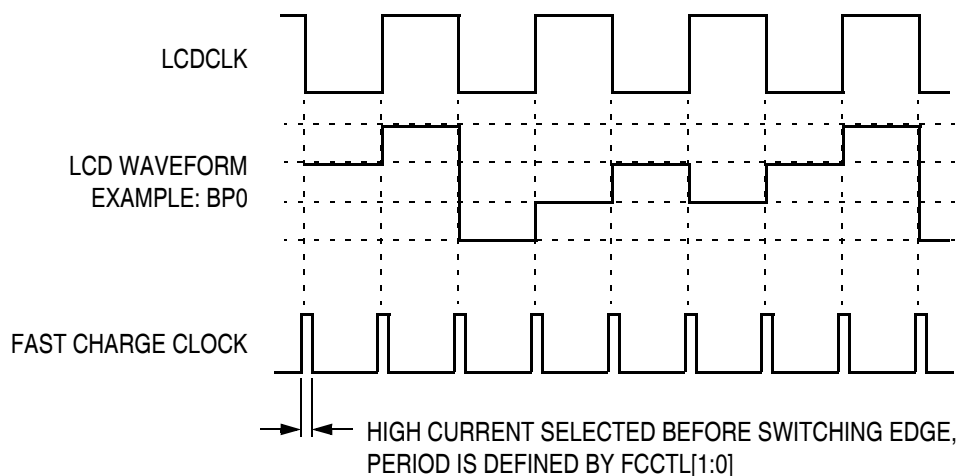 LCDCLK
LCD WAVEFORM
EXAMPLE: BP0
FAST CHARGE CLOCK
HIGH CURRENT SELECTED BEFORE SWITCHING EDGE,
PERIOD IS DEFINED BY FCCTL[1:0]